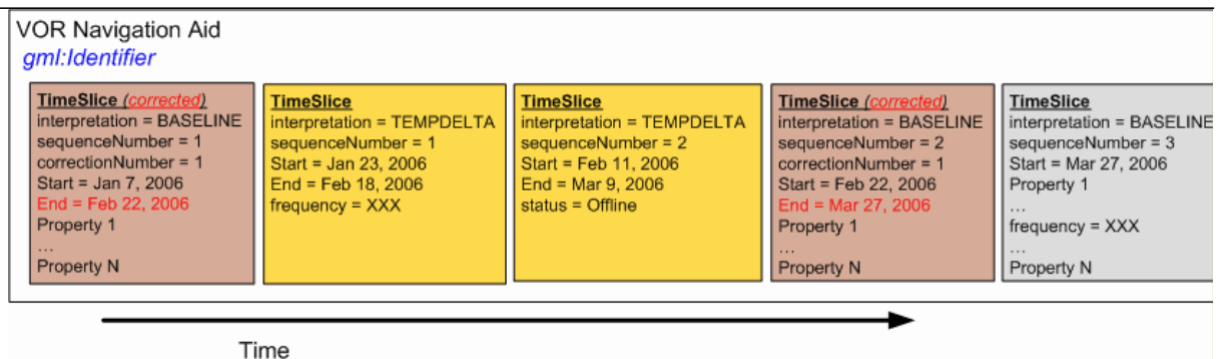 VOR Navigation Aid
gml:Identifier
TimeSlice (corrected)
interpretation = BASELINE
sequenceNumber = 1
correctionNumber = 1
Start = Jan 7, 2006
End = Feb 22, 2006
Property 1
...
Property N
TimeSlice
interpretation = TEMPDELTA
sequenceNumber = 1
Start = Jan 23, 2006
End = Feb 18, 2006
frequency = XXX
TimeSlice
interpretation = TEMPDELTA
sequenceNumber = 2
Start = Feb 11, 2006
End = Mar 9, 2006
status = Offline
TimeSlice (corrected)
interpretation = BASELINE
sequenceNumber = 2
correctionNumber = 1
Start = Feb 22, 2006
End = Mar 27, 2006
Property 1
...
Property N
TimeSlice
interpretation = BASELINE
sequenceNumber = 3
Start = Mar 27, 2006
Property 1
...
frequency = XXX
...
Property N
Time